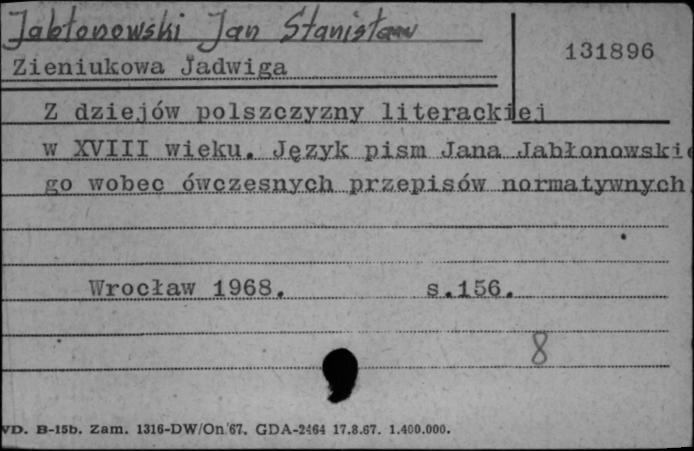 Jabłonowski Jan Stanisław
131896
Zieniukowa Jadwiga
Z dziejów polszczyzny literackiej
w XVIII wieku. Język pism Jana Jabłonowskie
go wobec ówczesnych przepisów normatywnych
Wrocław 1968. s.156.
8
VD. B-15b. Zam. 1316-DW/On/67. GDA-2464 17.8.67. 1.400.000.